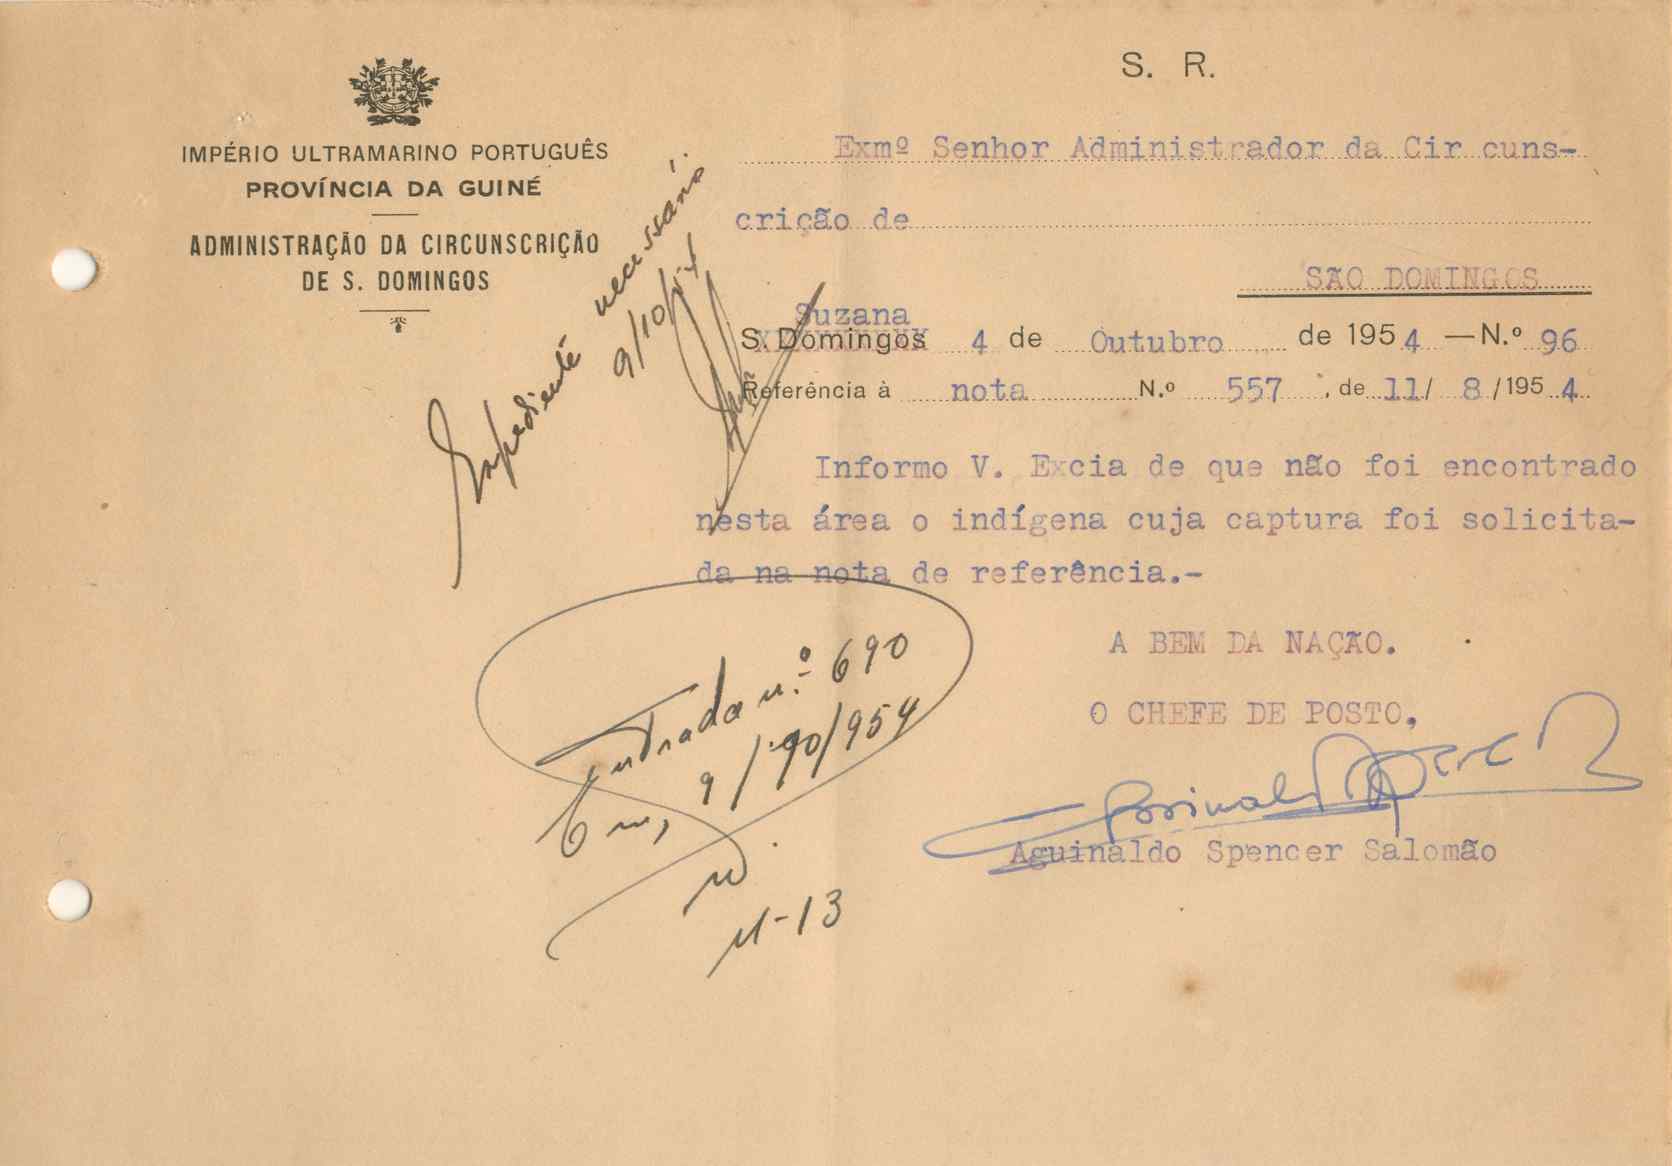 S. R.
IMPÉRIO ULTRAMARINO PORTUGUÊS
PROVÍNCIA DA GUINÉ
ADMINISTRAÇÃO DA CIRCUNSCRIÇÃO
DE S. DOMINGOS
Exmº Senhor Administrador da Cir cuns-
crição de
SÃO DOMINGOS
Suzana
S. Domingos 4 de Outubro de 1954 — N.º 96
Referência à nota N.º 557, de 11/ 8 /1954.
Expediente necessário
9/10/54
Informo V. Excia de que não foi encontrado
nesta área o indígena cuja captura foi solicita-
da na nota de referência.-
A BEM DA NAÇÃO.
O CHEFE DE POSTO,
Aguinaldo Spencer Salomão
Entrada n.º 690
Em, 9/10/954
M-13